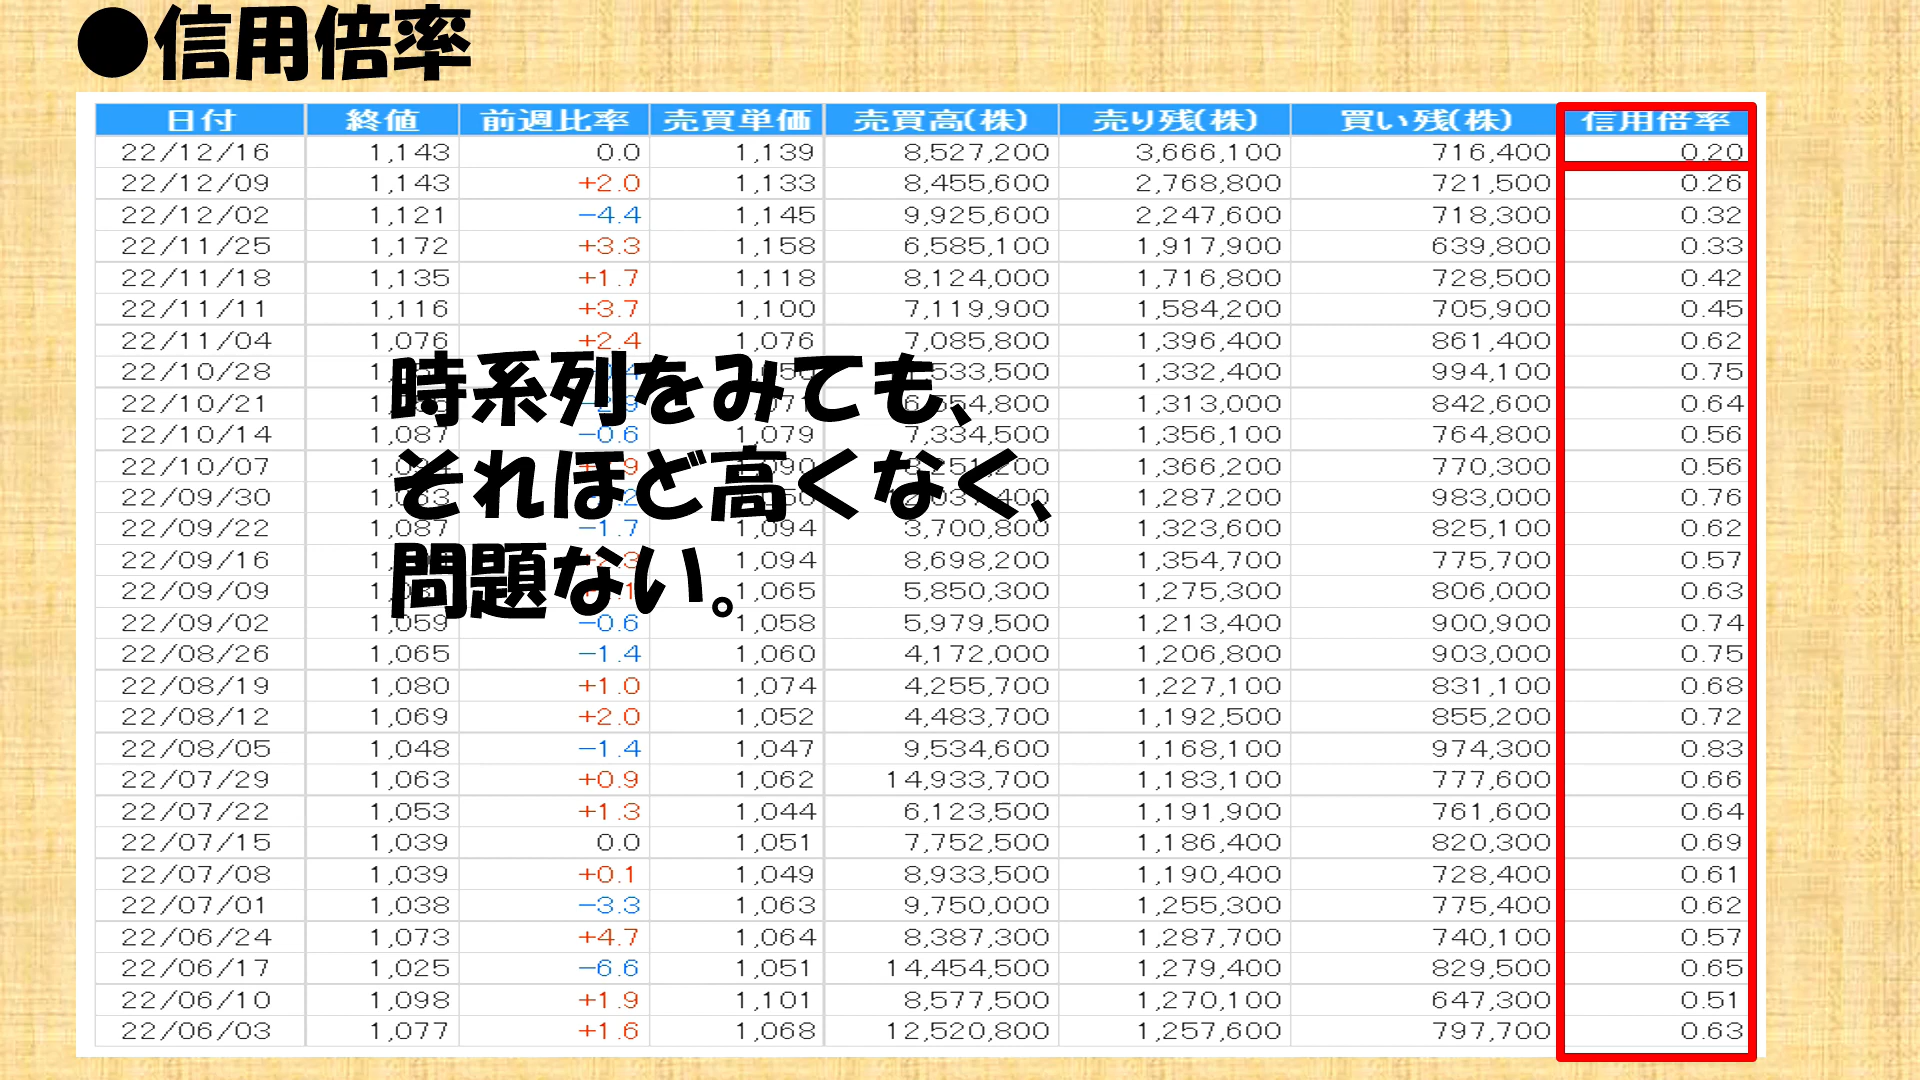 ●信用倍率
日付 終値 前週比率 売買単価 売買高(株) 売り残(株) 買い残(株) 信用倍率
22/12/16 1,143 0.0 1,139 8,527,200 3,666,100 716,400 0.20
22/12/09 1,143 +2.0 1,133 8,455,600 2,768,800 721,500 0.26
22/12/02 1,121 -4.4 1,145 9,925,600 2,247,600 718,300 0.32
22/11/25 1,172 +3.3 1,158 6,585,100 1,917,900 639,800 0.33
22/11/18 1,135 +1.7 1,118 8,124,000 1,716,800 728,500 0.42
22/11/11 1,116 +3.7 1,100 7,119,900 1,584,200 705,900 0.45
22/11/04 1,076 +2.4 1,076 7,085,800 1,396,400 861,400 0.62
22/10/28 1,332,400 994,100 0.75
時系列をみても、
22/10/21 1,313,000 842,600 0.64
22/10/14 1,087 -0.6 1,079 7,334,500 1,356,100 764,800 0.56
22/10/07 1,366,200 770,300 0.56
それほど高くなく、
22/09/30 1,287,200 983,000 0.76
22/09/22 1,087 -1.7 1,094 3,700,800 1,323,600 825,100 0.62
22/09/16 1,094 8,698,200 1,354,700 775,700 0.57
問題ない。
22/09/09 1,065 5,850,300 1,275,300 806,000 0.63
22/09/02 1,059 -0.6 1,058 5,979,500 1,213,400 900,900 0.74
22/08/26 1,065 -1.4 1,060 4,172,000 1,206,800 903,000 0.75
22/08/19 1,080 +1.0 1,074 4,255,700 1,227,100 831,100 0.68
22/08/12 1,069 +2.0 1,052 4,483,700 1,192,500 855,200 0.72
22/08/05 1,048 -1.4 1,047 9,534,600 1,168,100 974,300 0.83
22/07/29 1,063 +0.9 1,062 14,933,700 1,183,100 777,600 0.66
22/07/22 1,053 +1.3 1,044 6,123,500 1,191,900 761,600 0.64
22/07/15 1,039 0.0 1,051 7,752,500 1,186,400 820,300 0.69
22/07/08 1,039 +0.1 1,049 8,933,500 1,190,400 728,400 0.61
22/07/01 1,038 -3.3 1,063 9,750,000 1,255,300 775,400 0.62
22/06/24 1,073 +4.7 1,064 8,387,300 1,287,700 740,100 0.57
22/06/17 1,025 -6.6 1,051 14,454,500 1,279,400 829,500 0.65
22/06/10 1,098 +1.9 1,101 8,577,500 1,270,100 647,300 0.51
22/06/03 1,077 +1.6 1,068 12,520,800 1,257,600 797,700 0.63